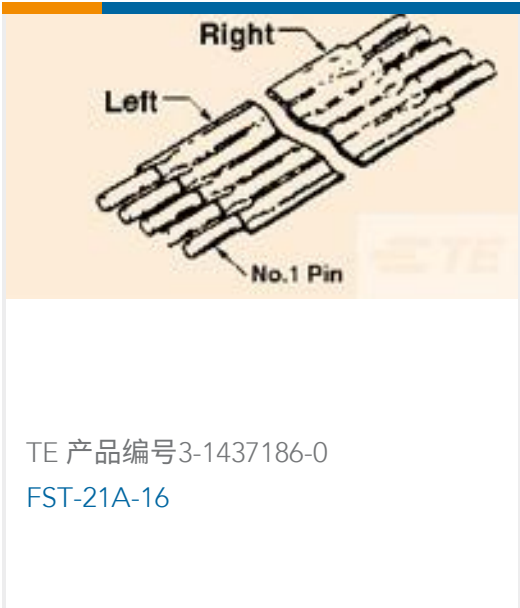 Right
Left
No.1 Pin
TE
TE 产品编号3-1437186-0
FST-21A-16